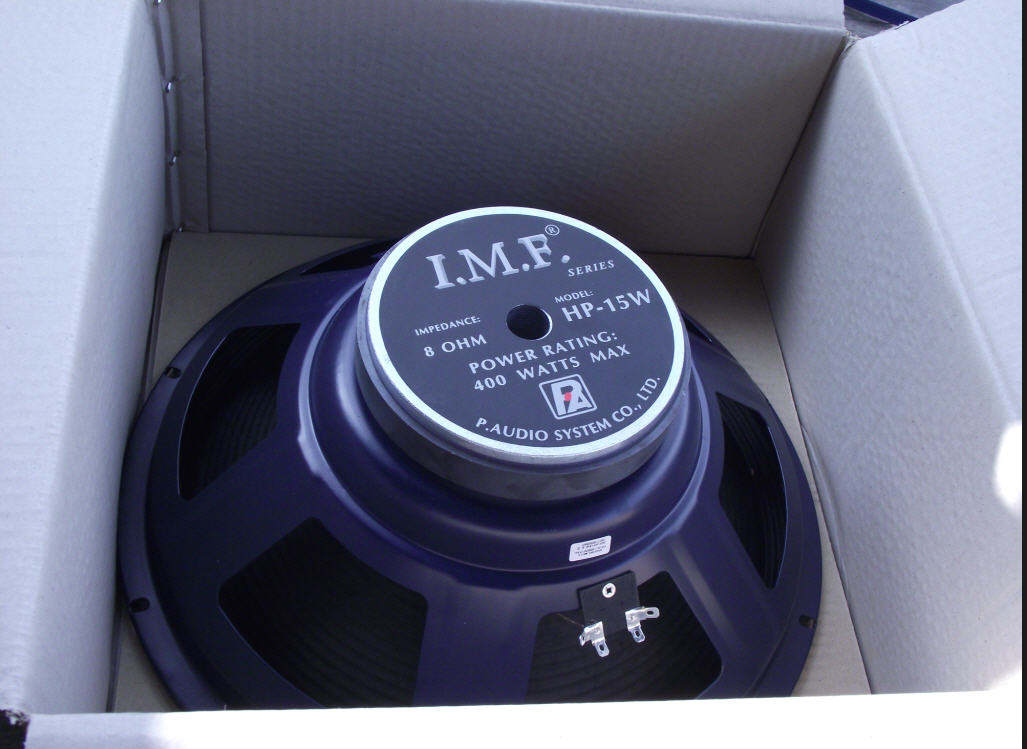 I.M.F.®
SERIES
IMPEDANCE:
8 OHM
MODEL:
HP-15W
POWER RATING:
400 WATTS MAX
PA
P.AUDIO SYSTEM CO., LTD.